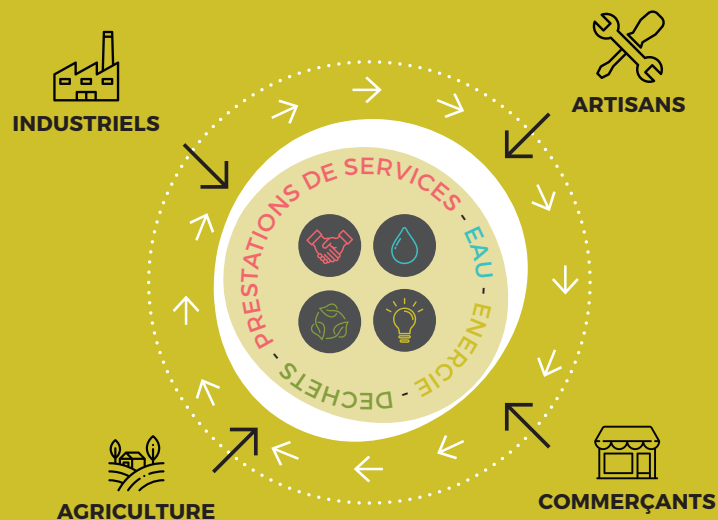 INDUSTRIELS
ARTISANS
PRESTATIONS DE SERVICES - EAU - ENERGIE - DECHETS -
AGRICULTURE
COMMERÇANTS